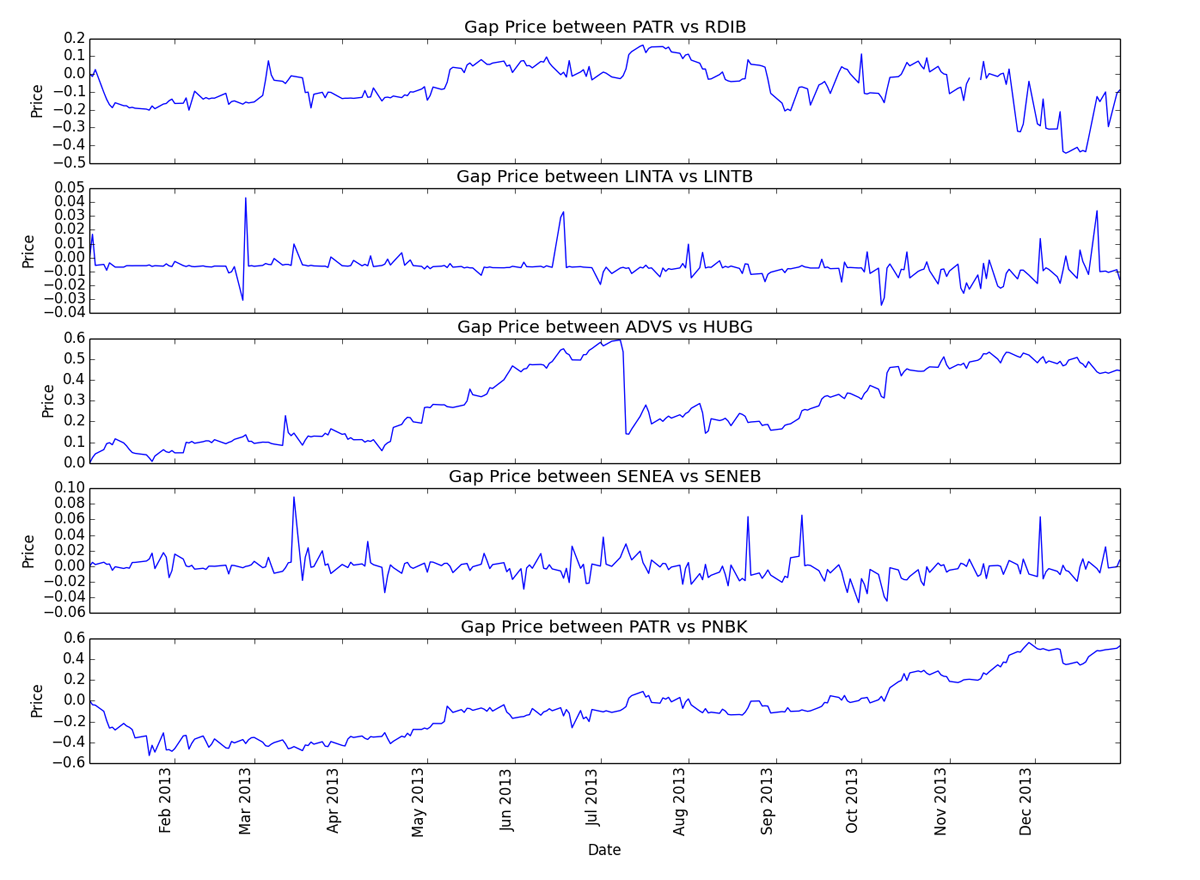 Gap Price between PATR vs RDIB
0.2
0.1
0.0
−0.1
−0.2
−0.3
−0.4
−0.5
Price
Gap Price between LINTA vs LINTB
0.05
0.04
0.03
0.02
0.01
0.00
−0.01
−0.02
−0.03
−0.04
Price
Gap Price between ADVS vs HUBG
0.6
0.5
0.4
0.3
0.2
0.1
0.0
Price
Gap Price between SENEA vs SENEB
0.10
0.08
0.06
0.04
0.02
0.00
−0.02
−0.04
−0.06
Price
Gap Price between PATR vs PNBK
0.6
0.4
0.2
0.0
−0.2
−0.4
−0.6
Price
Feb 2013
Mar 2013
Apr 2013
May 2013
Jun 2013
Jul 2013
Aug 2013
Sep 2013
Oct 2013
Nov 2013
Dec 2013
Date